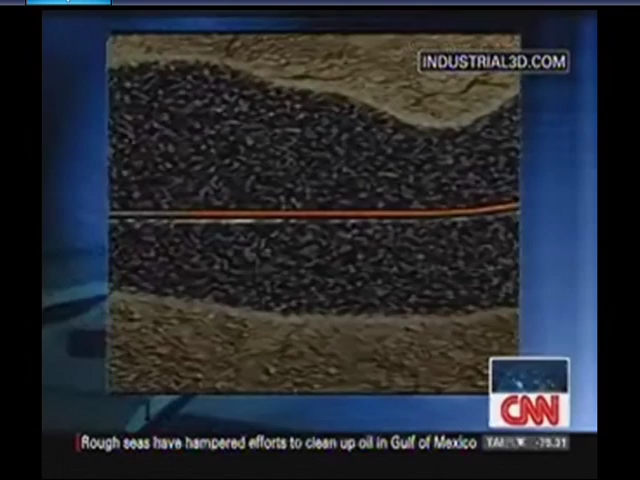 INDUSTRIAL3D.COM
CNN
Rough seas have hampered efforts to clean up oil in Gulf of Mexico